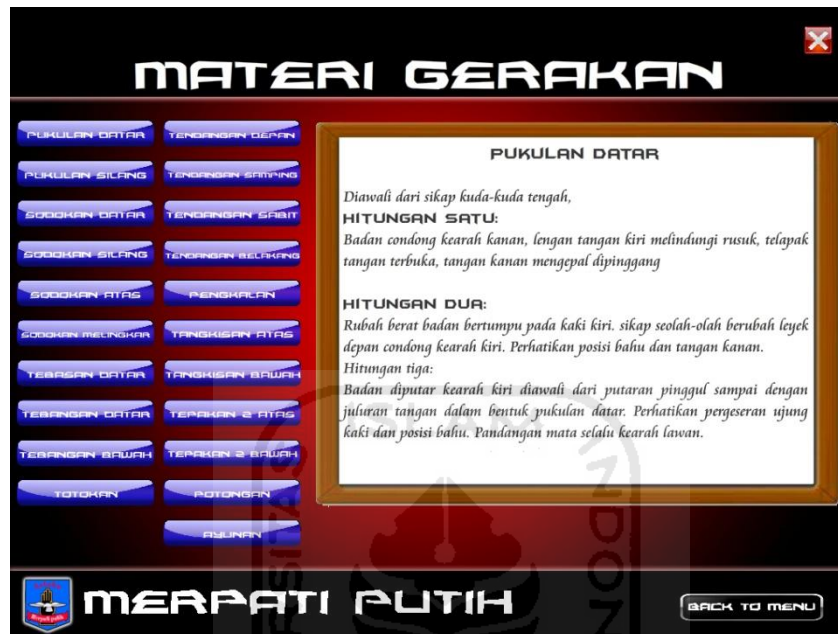 MATERI GERAKAN
PUKULAN DATAR
TENDANGAN DEPAN
PUKULAN SILANG
TENDANGAN SAMPING
SODOKAN DATAR
TENDANGAN SABIT
SODOKAN SILANG
TENDANGAN BELAKANG
SODOKAN ATAS
PENGKALAN
SODOKAN MELINGKAR
TANGKISAN ATAS
TEBASAN DATAR
TANGKISAN BAWAH
TEBANGAN DATAR
TEPAKAN 2 ATAS
TEBANGAN BAWAH
TEPAKAN 2 BAWAH
TOTOKAN
POTONGAN
AYUNAN
PUKULAN DATAR
Diawali dari sikap kuda-kuda tengah,
HITUNGAN SATU:
Badan condong kearah kanan, lengan tangan kiri melindungi rusuk, telapak
tangan terbuka, tangan kanan mengepal dipinggang
HITUNGAN DUA:
Rubah berat badan bertumpu pada kaki kiri. sikap seolah-olah berubah leyek
depan condong kearah kiri. Perhatikan posisi bahu dan tangan kanan.
Hitungan tiga:
Badan diputar kearah kiri diawali dari putaran pinggul sampai dengan
juluran tangan dalam bentuk pukulan datar. Perhatikan pergeseran ujung
kaki dan posisi bahu. Pandangan mata selalu kearah lawan.
ISLAM
INDON
SITAS
Merpati putih
MERPATI PUTIH
BACK TO MENU